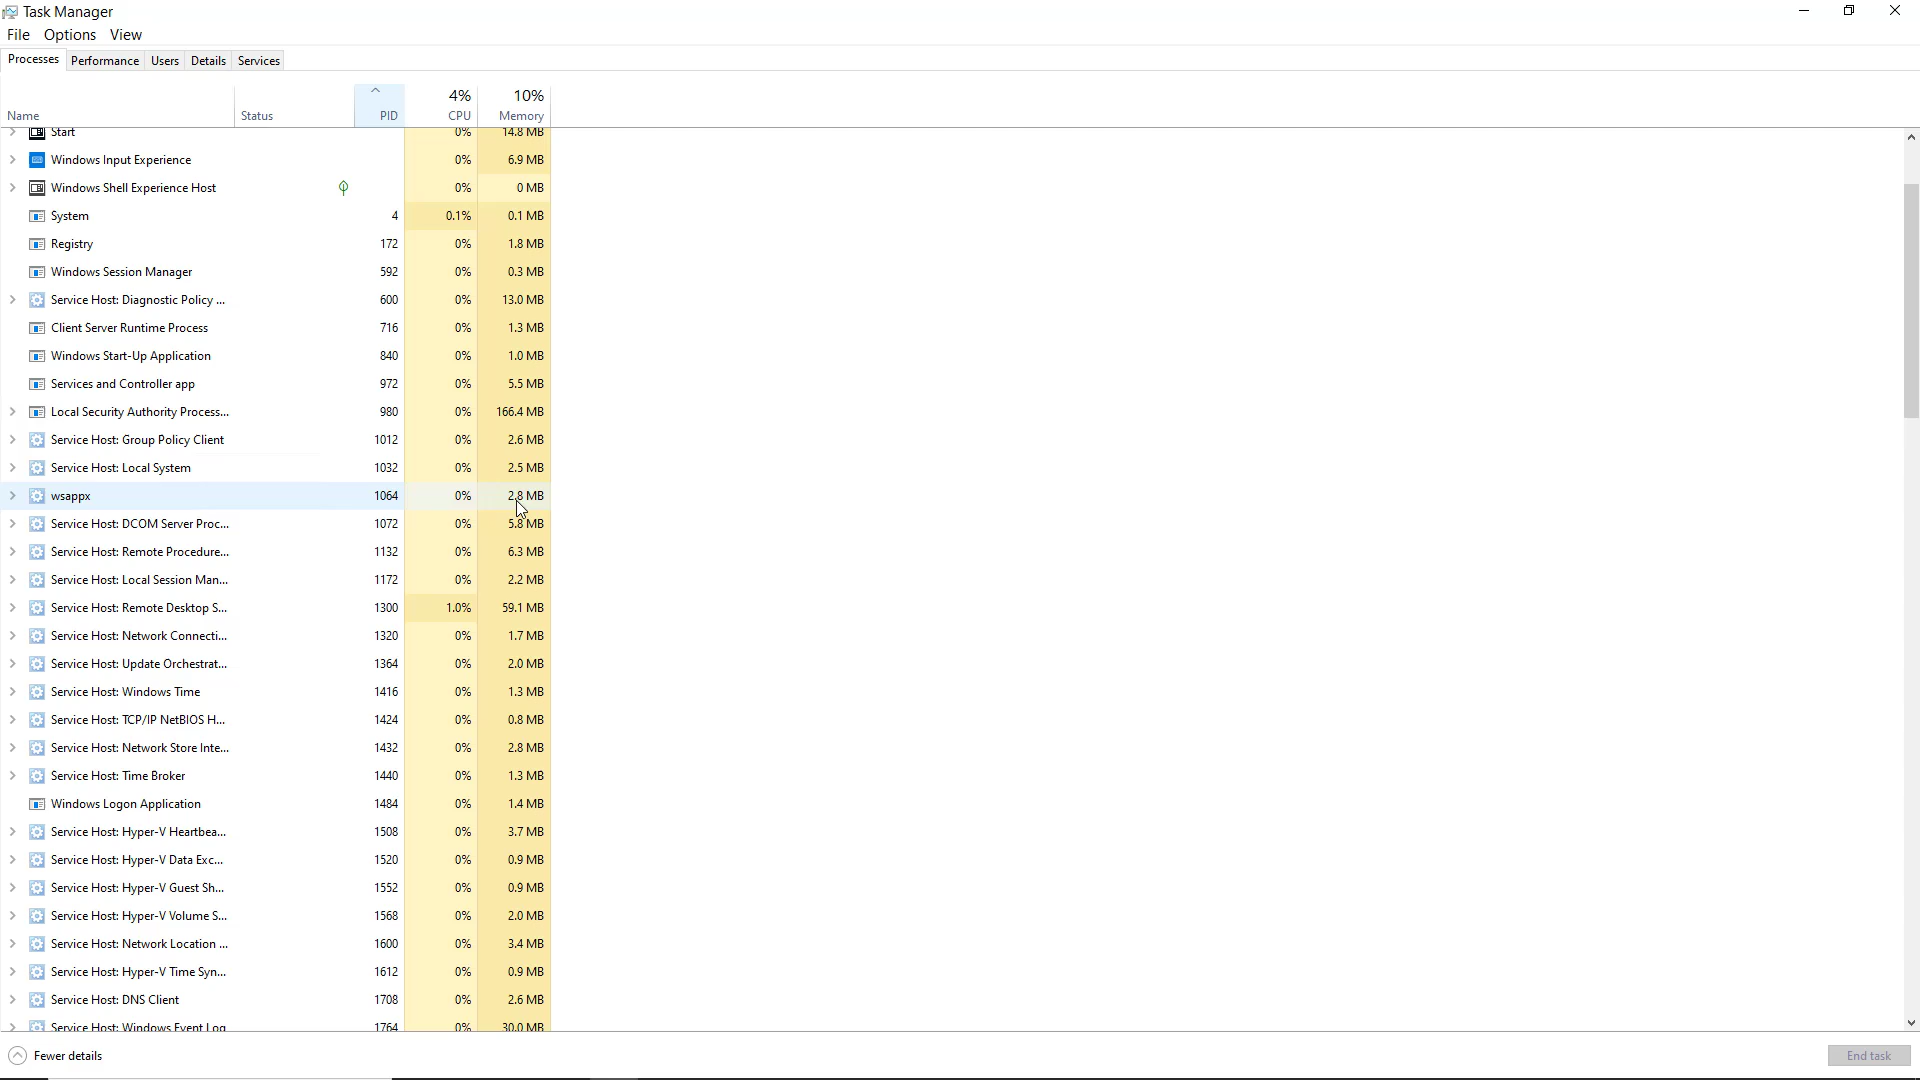 Task Manager
File Options View
Processes Performance Users Details Services
4% 10%
Name Status PID CPU Memory
Start 0% 14.8 MB
Windows Input Experience 0% 6.9 MB
Windows Shell Experience Host 0% 0 MB
System 4 0.1% 0.1 MB
Registry 172 0% 1.8 MB
Windows Session Manager 592 0% 0.3 MB
Service Host: Diagnostic Policy ... 600 0% 13.0 MB
Client Server Runtime Process 716 0% 1.3 MB
Windows Start-Up Application 840 0% 1.0 MB
Services and Controller app 972 0% 5.5 MB
Local Security Authority Process... 980 0% 166.4 MB
Service Host: Group Policy Client 1012 0% 2.6 MB
Service Host: Local System 1032 0% 2.5 MB
wsappx 1064 0% 2.8 MB
Service Host: DCOM Server Proc... 1072 0% 5.8 MB
Service Host: Remote Procedure... 1132 0% 6.3 MB
Service Host: Local Session Man... 1172 0% 2.2 MB
Service Host: Remote Desktop S... 1300 1.0% 59.1 MB
Service Host: Network Connecti... 1320 0% 1.7 MB
Service Host: Update Orchestrat... 1364 0% 2.0 MB
Service Host: Windows Time 1416 0% 1.3 MB
Service Host: TCP/IP NetBIOS H... 1424 0% 0.8 MB
Service Host: Network Store Inte... 1432 0% 2.8 MB
Service Host: Time Broker 1440 0% 1.3 MB
Windows Logon Application 1484 0% 1.4 MB
Service Host: Hyper-V Heartbea... 1508 0% 3.7 MB
Service Host: Hyper-V Data Exc... 1520 0% 0.9 MB
Service Host: Hyper-V Guest Sh... 1552 0% 0.9 MB
Service Host: Hyper-V Volume S... 1568 0% 2.0 MB
Service Host: Network Location ... 1600 0% 3.4 MB
Service Host: Hyper-V Time Syn... 1612 0% 0.9 MB
Service Host: DNS Client 1708 0% 2.6 MB
Service Host: Windows Event Log 1764 0% 30.0 MB
Fewer details End task